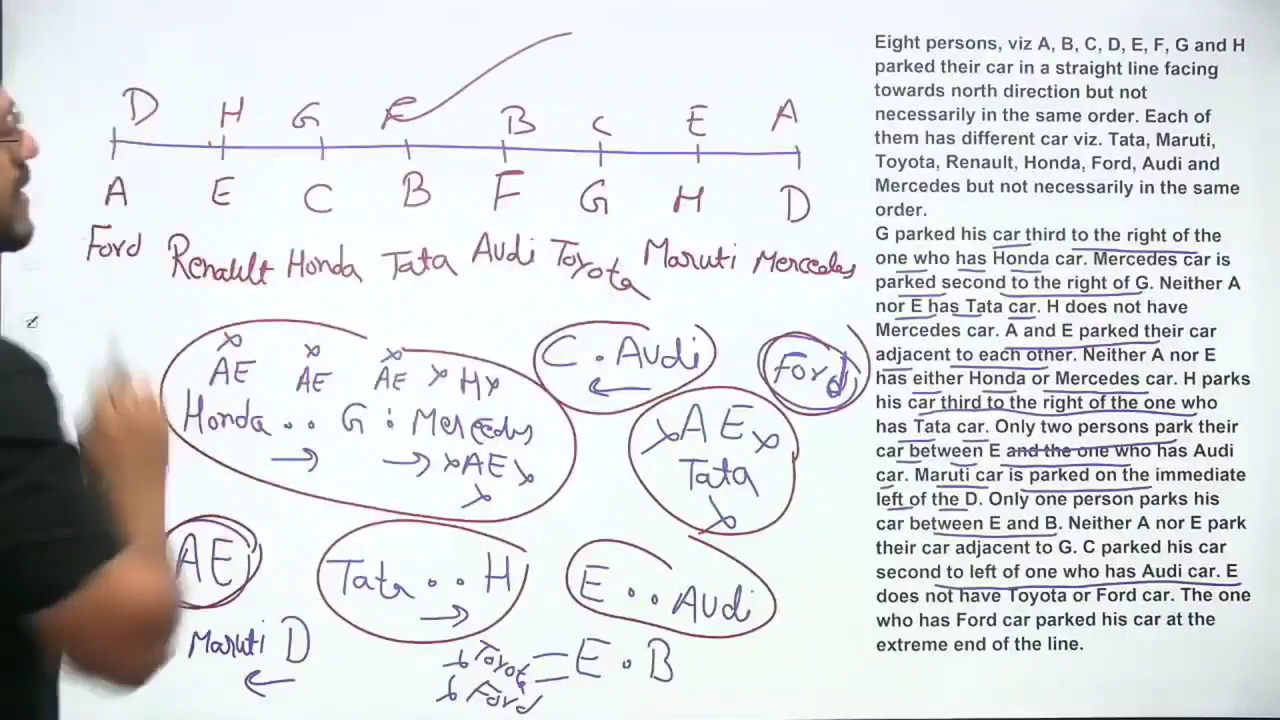 D H G F B C E A
A E C B F G H D
Ford Renault Honda Tata Audi Toyota Maruti Mercedes
AE AE AE x Hx
Honda .. G : Mercedes
xAEx
C . Audi
Ford
xAEx
Tata
AE
Tata .. H
E .. Audi
Maruti D
Toyota
Ford
E . B
Eight persons, viz A, B, C, D, E, F, G and H
parked their car in a straight line facing
towards north direction but not
necessarily in the same order. Each of
them has different car viz. Tata, Maruti,
Toyota, Renault, Honda, Ford, Audi and
Mercedes but not necessarily in the same
order.
G parked his car third to the right of the
one who has Honda car. Mercedes car is
parked second to the right of G. Neither A
nor E has Tata car. H does not have
Mercedes car. A and E parked their car
adjacent to each other. Neither A nor E
has either Honda or Mercedes car. H parks
his car third to the right of the one who
has Tata car. Only two persons park their
car between E and the one who has Audi
car. Maruti car is parked on the immediate
left of the D. Only one person parks his
car between E and B. Neither A nor E park
their car adjacent to G. C parked his car
second to left of one who has Audi car. E
does not have Toyota or Ford car. The one
who has Ford car parked his car at the
extreme end of the line.